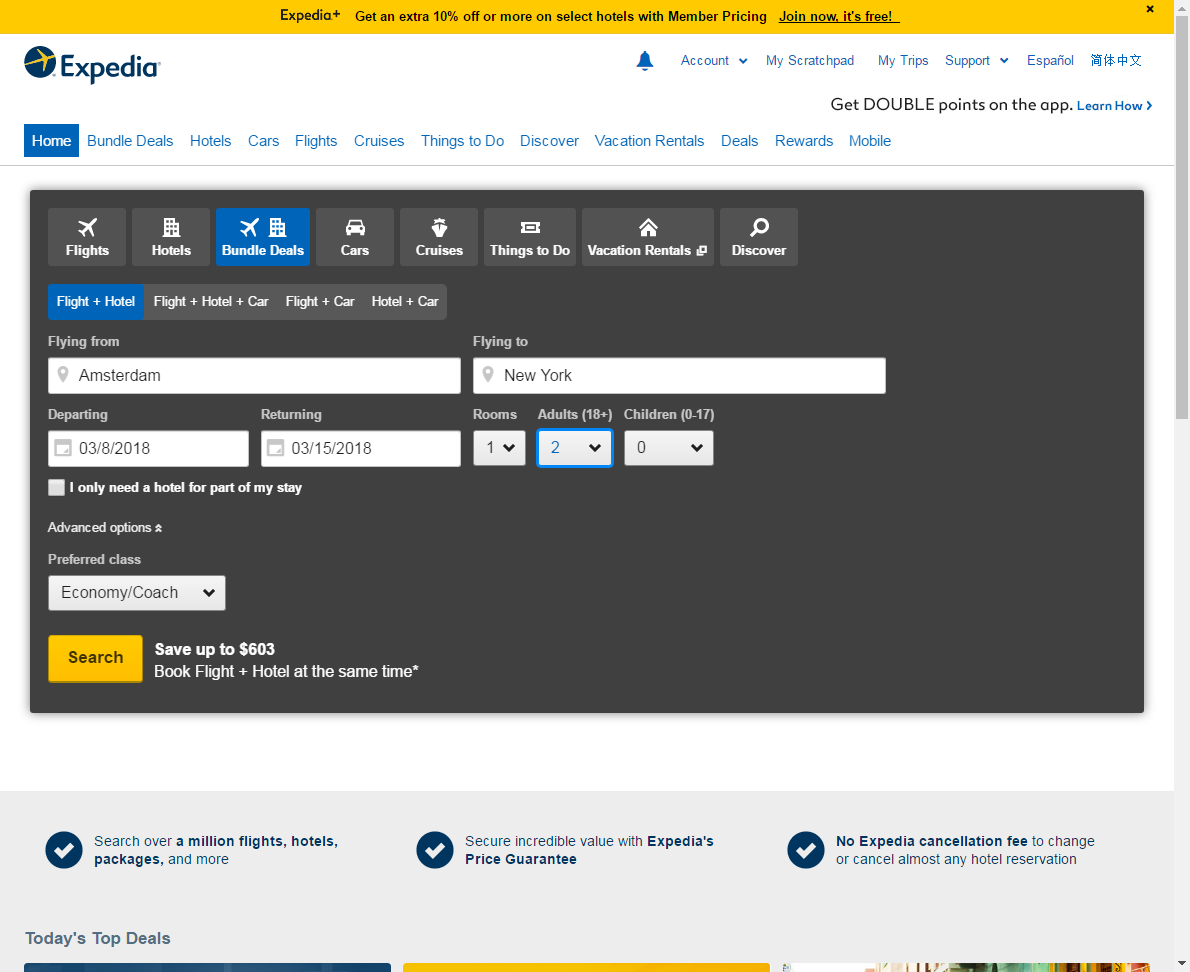 Expedia+ Get an extra 10% off or more on select hotels with Member Pricing Join now, it's free!
Expedia
Account My Scratchpad My Trips Support Español 简体中文
Get DOUBLE points on the app. Learn How
Home Bundle Deals Hotels Cars Flights Cruises Things to Do Discover Vacation Rentals Deals Rewards Mobile
Flights Hotels Bundle Deals Cars Cruises Things to Do Vacation Rentals Discover
Flight + Hotel Flight + Hotel + Car Flight + Car Hotel + Car
Flying from Flying to
Amsterdam New York
Departing Returning Rooms Adults (18+) Children (0-17)
03/8/2018 03/15/2018 1 2 0
I only need a hotel for part of my stay
Advanced options
Preferred class
Economy/Coach
Search
Save up to $603
Book Flight + Hotel at the same time*
Search over a million flights, hotels,
packages, and more
Secure incredible value with Expedia's
Price Guarantee
No Expedia cancellation fee to change
or cancel almost any hotel reservation
Today's Top Deals